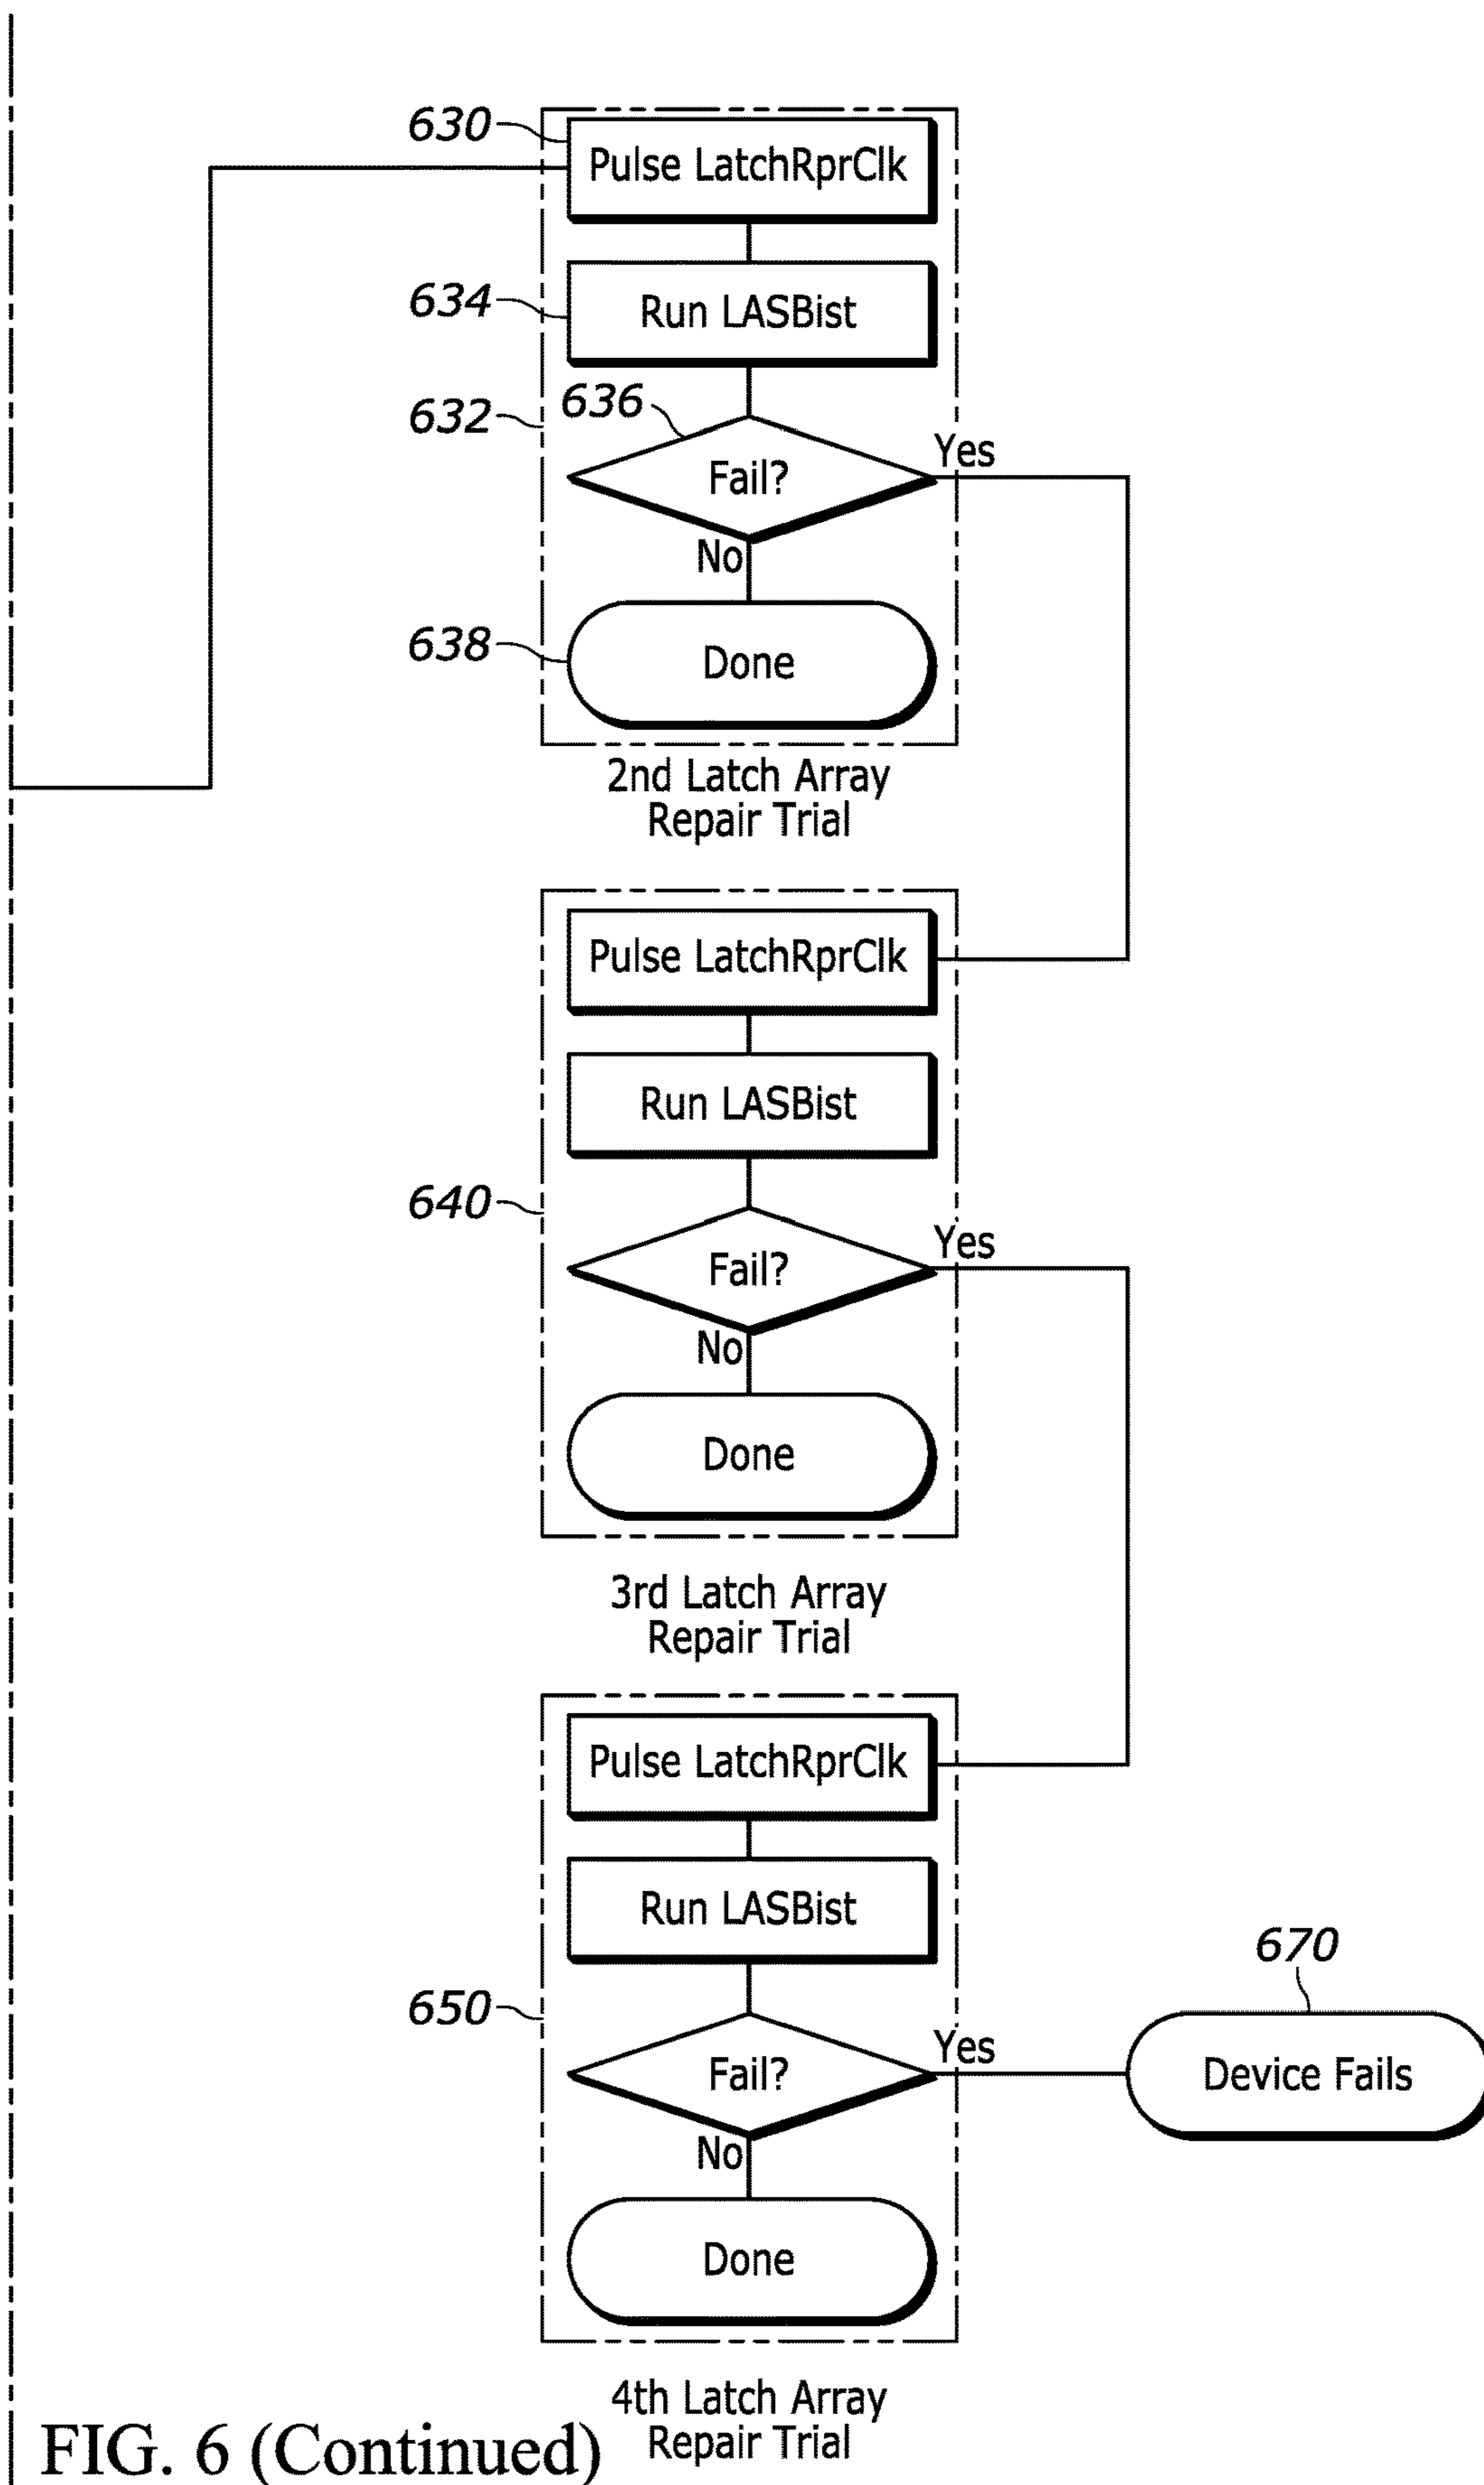 630
Pulse LatchRprClk
634
Run LASBist
632
636
Fail?
Yes
No
638
Done
2nd Latch Array
Repair Trial
Pulse LatchRprClk
Run LASBist
640
Fail?
Yes
No
Done
3rd Latch Array
Repair Trial
Pulse LatchRprClk
Run LASBist
650
Fail?
Yes
670
Device Fails
No
Done
4th Latch Array
Repair Trial
FIG. 6 (Continued)